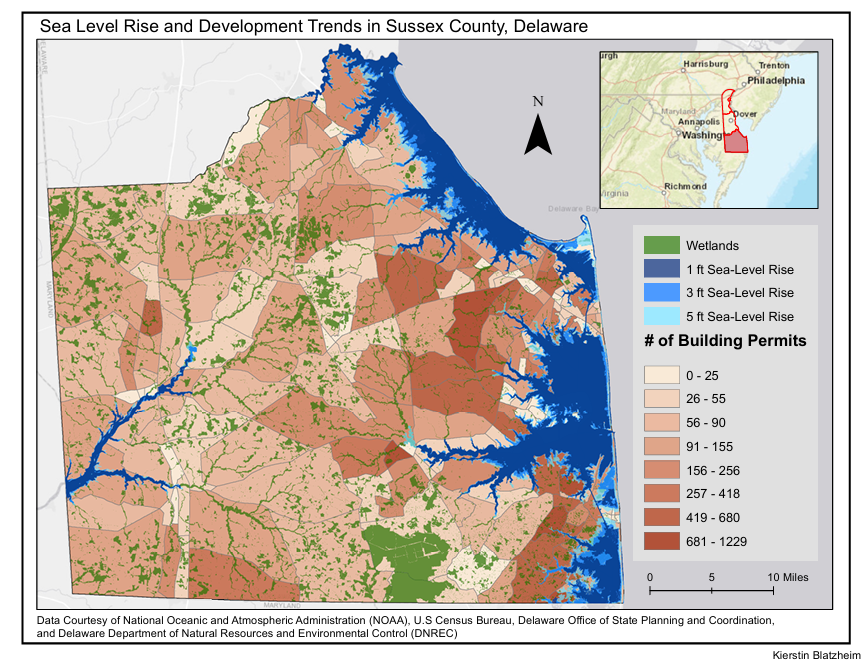 Sea Level Rise and Development Trends in Sussex County, Delaware
DELAWARE
urgh
Harrisburg
Trenton
Philadelphia
Maryland
Dover
Annapolis
Washingt
Richmond
Virginia
N
Delaware Bay
MARYLAND
Wetlands
1 ft Sea-Level Rise
3 ft Sea-Level Rise
5 ft Sea-Level Rise
# of Building Permits
0 - 25
26 - 55
56 - 90
91 - 155
156 - 256
257 - 418
419 - 680
681 - 1229
0 5 10 Miles
MARYLAND
Data Courtesy of National Oceanic and Atmospheric Administration (NOAA), U.S Census Bureau, Delaware Office of State Planning and Coordination,
and Delaware Department of Natural Resources and Environmental Control (DNREC)
Kierstin Blatzheim